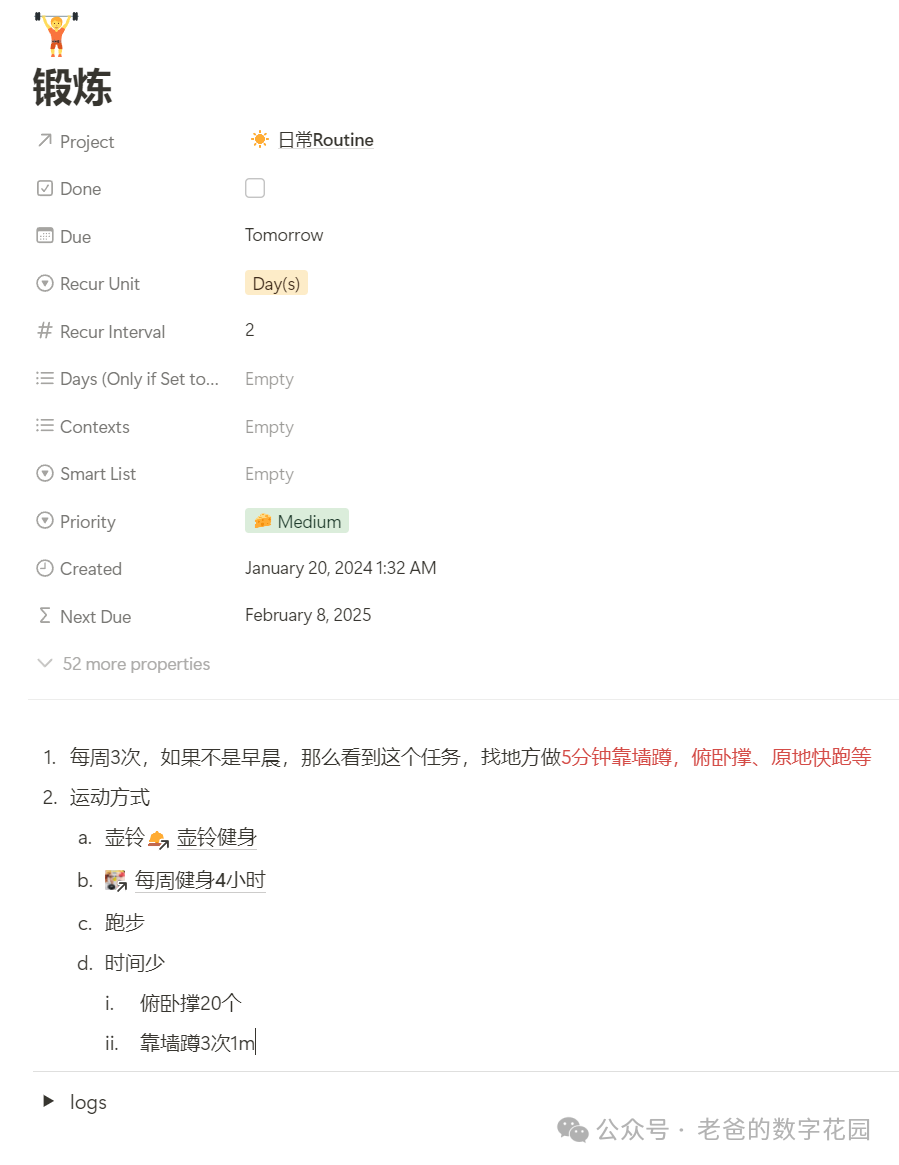 锻炼
Project 日常Routine
Done
Due Tomorrow
Recur Unit Day(s)
Recur Interval 2
Days (Only if Set to... Empty
Contexts Empty
Smart List Empty
Priority Medium
Created January 20, 2024 1:32 AM
Next Due February 8, 2025
52 more properties
1. 每周3次，如果不是早晨，那么看到这个任务，找地方做5分钟靠墙蹲，俯卧撑、原地快跑等
2. 运动方式
a. 壶铃 壶铃健身
b. 每周健身4小时
c. 跑步
d. 时间少
i. 俯卧撑20个
ii. 靠墙蹲3次1m
logs
公众号 · 老爸的数字花园